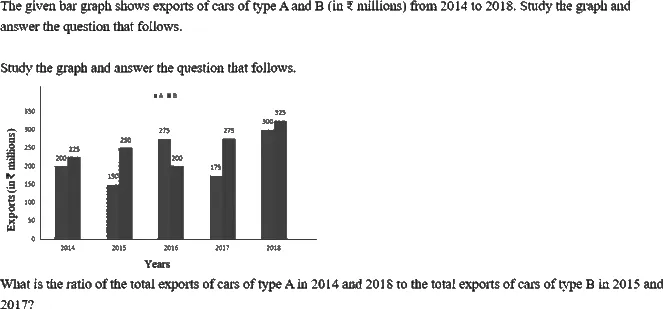 The given bar graph shows exports of cars of type A and B (in ₹ millions) from 2014 to 2018. Study the graph and
answer the question that follows.
Study the graph and answer the question that follows.
A B
Exports (in ₹ millions)
350
300
250
200
150
100
50
0
200 225
150 250
275 200
175 275
300 325
2014 2015 2016 2017 2018
Years
What is the ratio of the total exports of cars of type A in 2014 and 2018 to the total exports of cars of type B in 2015 and
2017?